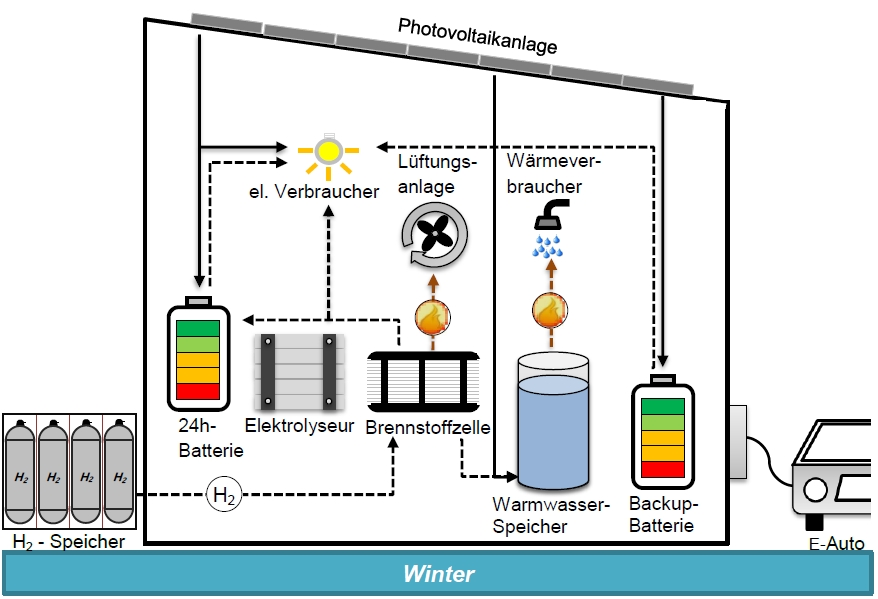 Photovoltaikanlage
Lüftungs-
anlage
Wärmever-
braucher
el. Verbraucher
24h-
Batterie
Elektrolyseur
Brennstoffzelle
H₂
H₂
H₂
H₂
H₂
Warmwasser-
Speicher
Backup-
Batterie
H₂ - Speicher
E-Auto
Winter